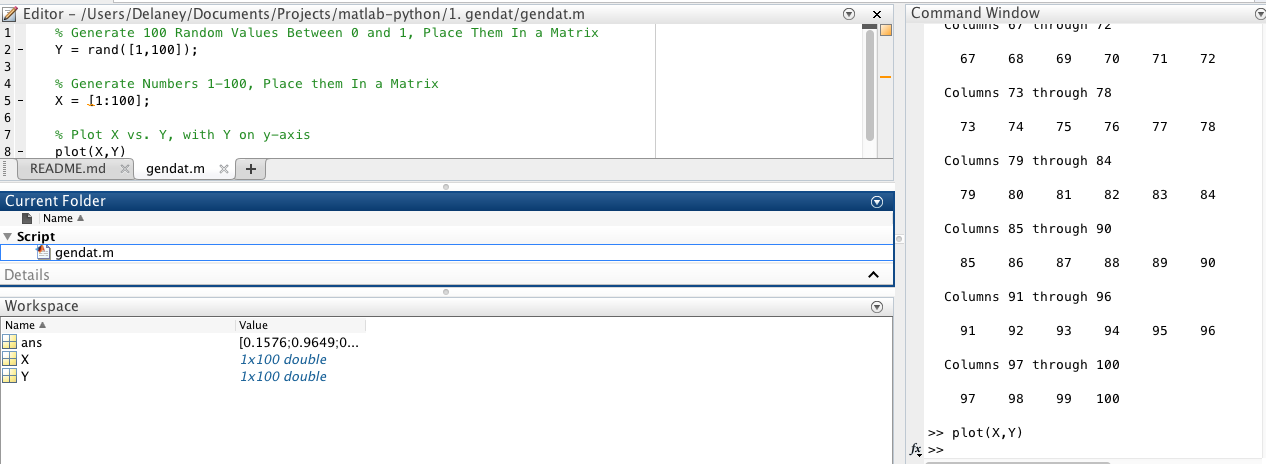 Editor – /Users/Delaney/Documents/Projects/matlab-python/1. gendat/gendat.m
1 % Generate 100 Random Values Between 0 and 1, Place Them In a Matrix
2 – Y = rand([1,100]);
3
4 % Generate Numbers 1–100, Place them In a Matrix
5 – X = [1:100];
6
7 % Plot X vs. Y, with Y on y-axis
8 – plot(X,Y)
README.md gendat.m +
Current Folder
Name
Script
gendat.m
Details
Workspace
Name Value
ans [0.1576;0.9649;0...
X 1x100 double
Y 1x100 double
Command Window
Columns 67 through 72
67 68 69 70 71 72
Columns 73 through 78
73 74 75 76 77 78
Columns 79 through 84
79 80 81 82 83 84
Columns 85 through 90
85 86 87 88 89 90
Columns 91 through 96
91 92 93 94 95 96
Columns 97 through 100
97 98 99 100
>> plot(X,Y)
fx >>